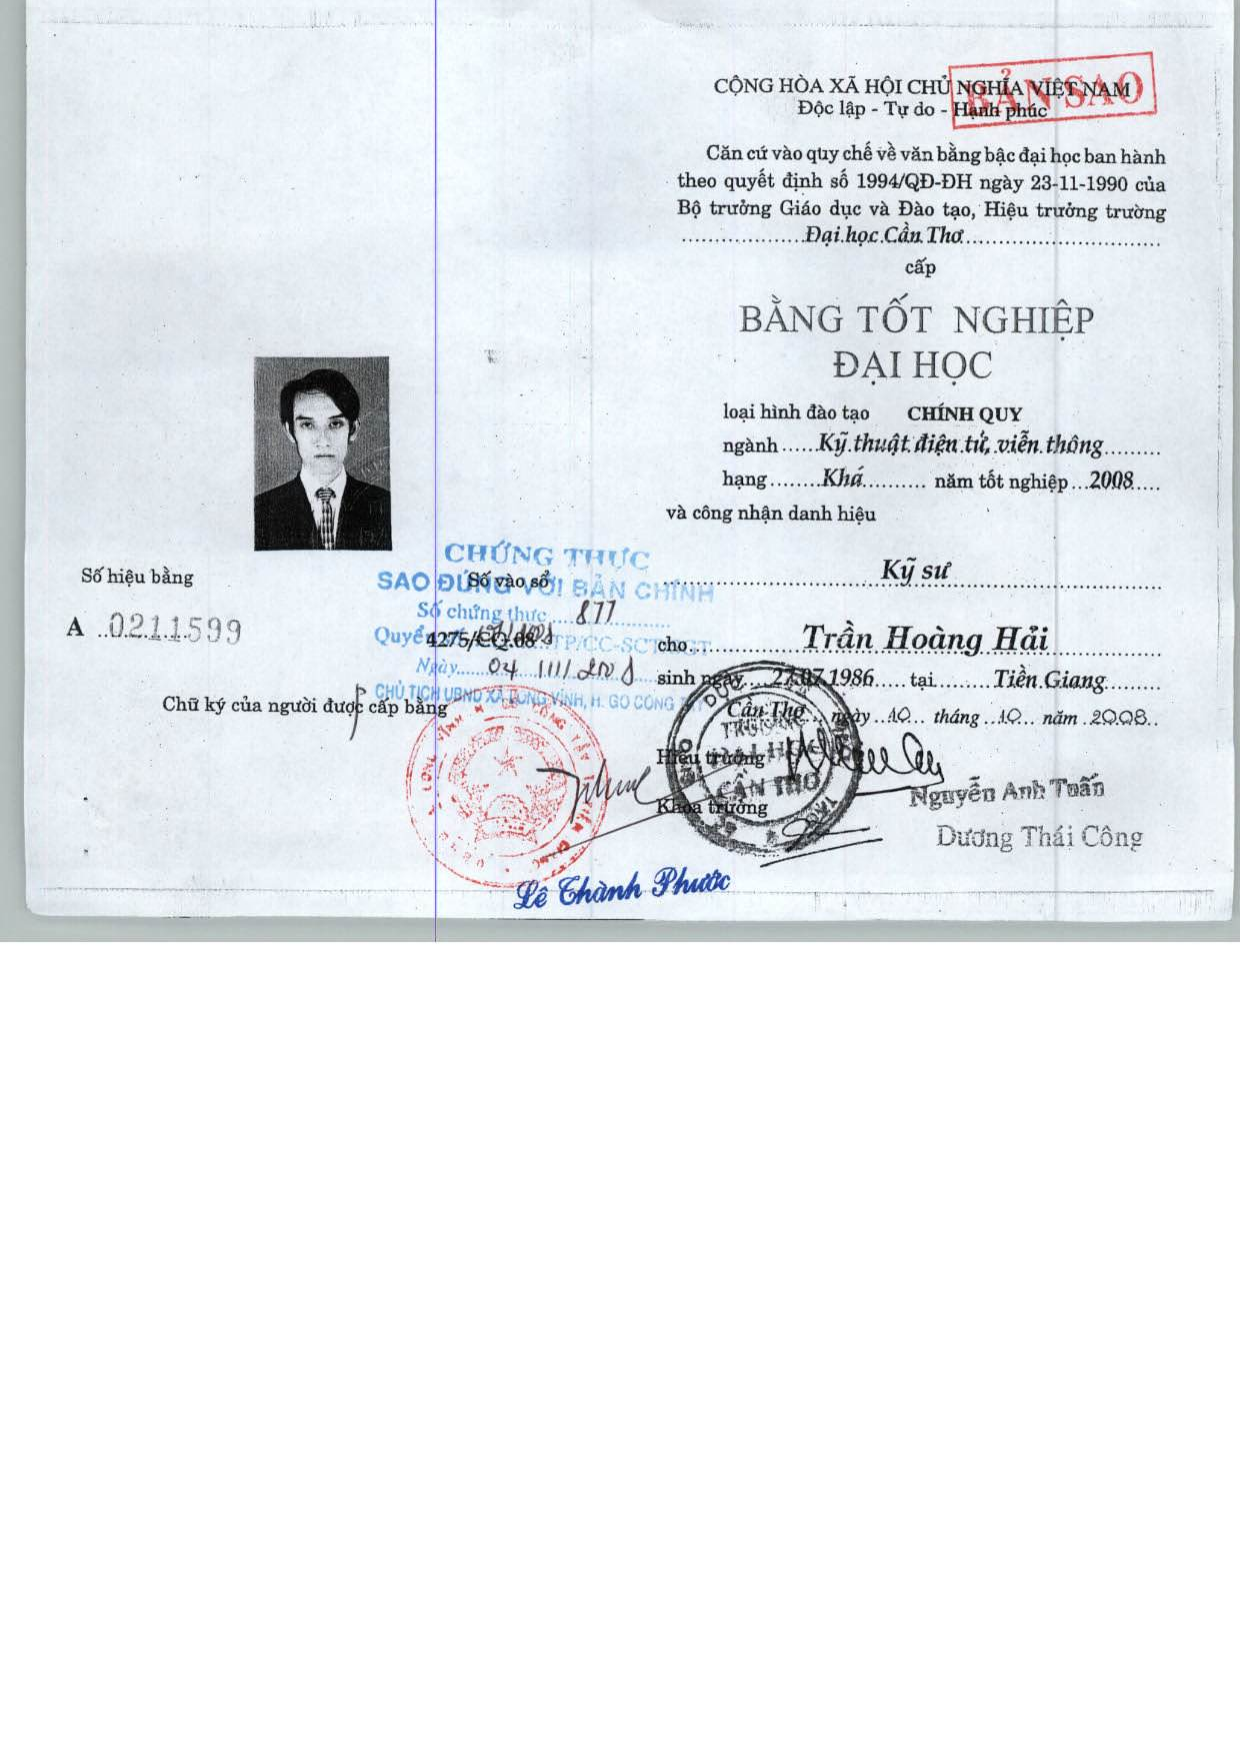 BẢN SAO
CỘNG HÒA XÃ HỘI CHỦ NGHĨA VIỆT NAM
Độc lập - Tự do - Hạnh phúc
Căn cứ vào quy chế về văn bằng bậc đại học ban hành
theo quyết định số 1994/QĐ-ĐH ngày 23-11-1990 của
Bộ trưởng Giáo dục và Đào tạo, Hiệu trưởng trường
Đại học Cần Thơ
cấp
BẰNG TỐT NGHIỆP
ĐẠI HỌC
loại hình đào tạo CHÍNH QUY
ngành Kỹ thuật điện tử, viễn thông
hạng Khá năm tốt nghiệp 2008
và công nhận danh hiệu
Kỹ sư
cho Trần Hoàng Hải
sinh ngày 27.07.1986 tại Tiền Giang
Cần Thơ ngày 10 tháng 10 năm 2008
Hiệu trưởng
Khoa trưởng
Nguyễn Anh Tuấn
Dương Thái Công
TRƯỜNG
ĐẠI HỌC
CẦN THƠ
Số hiệu bằng
A 0211599
Chữ ký của người được cấp bằng
Số vào sổ
4275/CQ.08
CHỨNG THỰC
SAO ĐÚNG VỚI BẢN CHÍNH
Số chứng thực 877
Quyển TP/CC-SCT/SGT
Ngày 04 / 11 / 2008
CHỦ TỊCH UBND XÃ LONG VĨNH, H. GÒ CÔNG
Lê Thành Phước